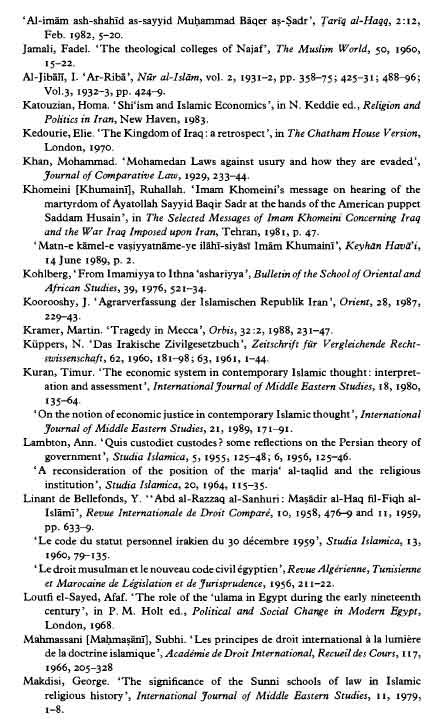 'Al-imām ash-shahīd as-sayyid Muḥammad Bāqer aṣ-Ṣadr', Ṭarīq al-Haqq, 2:12,
Feb. 1982, 5-20.
Jamali, Fadel. 'The theological colleges of Najaf', The Muslim World, 50, 1960,
15-22.
Al-Jibālī, I. 'Ar-Ribā', Nūr al-Islām, vol. 2, 1931-2, pp. 358-75; 425-31; 488-96;
Vol.3, 1932-3, pp. 424-9.
Katouzian, Homa. 'Shi'ism and Islamic Economics', in N. Keddie ed., Religion and
Politics in Iran, New Haven, 1983.
Kedourie, Elie. 'The Kingdom of Iraq: a retrospect', in The Chatham House Version,
London, 1970.
Khan, Mohammad. 'Mohamedan Laws against usury and how they are evaded',
Journal of Comparative Law, 1929, 233-44.
Khomeini [Khumainī], Ruhallah. 'Imam Khomeini's message on hearing of the
martyrdom of Ayatollah Sayyid Baqir Sadr at the hands of the American puppet
Saddam Husain', in The Selected Messages of Imam Khomeini Concerning Iraq
and the War Iraq Imposed upon Iran, Tehran, 1981, p. 47.
'Matn-e kāmel-e vaṣiyyatnāme-ye ilāhī-siyāsī Imām Khumainī', Keyhān Havā'ī,
14 June 1989, p. 2.
Kohlberg, 'From Imamiyya to Ithna 'ashariyya', Bulletin of the School of Oriental and
African Studies, 39, 1976, 521-34.
Koorooshy, J. 'Agrarverfassung der Islamischen Republik Iran', Orient, 28, 1987,
229-43.
Kramer, Martin. 'Tragedy in Mecca', Orbis, 32:2, 1988, 231-47.
Küppers, N. 'Das Irakische Zivilgesetzbuch', Zeitschrift für Vergleichende Recht-
swissenschaft, 62, 1960, 181-98; 63, 1961, 1-44.
Kuran, Timur. 'The economic system in contemporary Islamic thought: interpret-
ation and assessment', International Journal of Middle Eastern Studies, 18, 1980,
135-64.
'On the notion of economic justice in contemporary Islamic thought', International
Journal of Middle Eastern Studies, 21, 1989, 171-91.
Lambton, Ann. 'Quis custodiet custodes? some reflections on the Persian theory of
government', Studia Islamica, 5, 1955, 125-48; 6, 1956, 125-46.
'A reconsideration of the position of the marja' al-taqlid and the religious
institution', Studia Islamica, 20, 1964, 115-35.
Linant de Bellefonds, Y. ''Abd al-Razzaq al-Sanhuri: Maṣādir al-Haq fil-Fiqh al-
Islāmī', Revue Internationale de Droit Comparé, 10, 1958, 476-9 and 11, 1959,
pp. 633-9.
'Le code du statut personnel irakien du 30 décembre 1959', Studia Islamica, 13,
1960, 79-135.
'Le droit musulman et le nouveau code civil égyptien', Revue Algérienne, Tunisienne
et Marocaine de Législation et de Jurisprudence, 1956, 211-22.
Loutfi el-Sayed, Afaf. 'The role of the 'ulama in Egypt during the early nineteenth
century', in P. M. Holt ed., Political and Social Change in Modern Egypt,
London, 1968.
Mahmassani [Maḥmaṣānī], Subhi. 'Les principes de droit international à la lumière
de la doctrine islamique', Académie de Droit International, Recueil des Cours, 117,
1966, 205-328
Makdisi, George. 'The significance of the Sunni schools of law in Islamic
religious history', International Journal of Middle Eastern Studies, 11, 1979,
1-8.